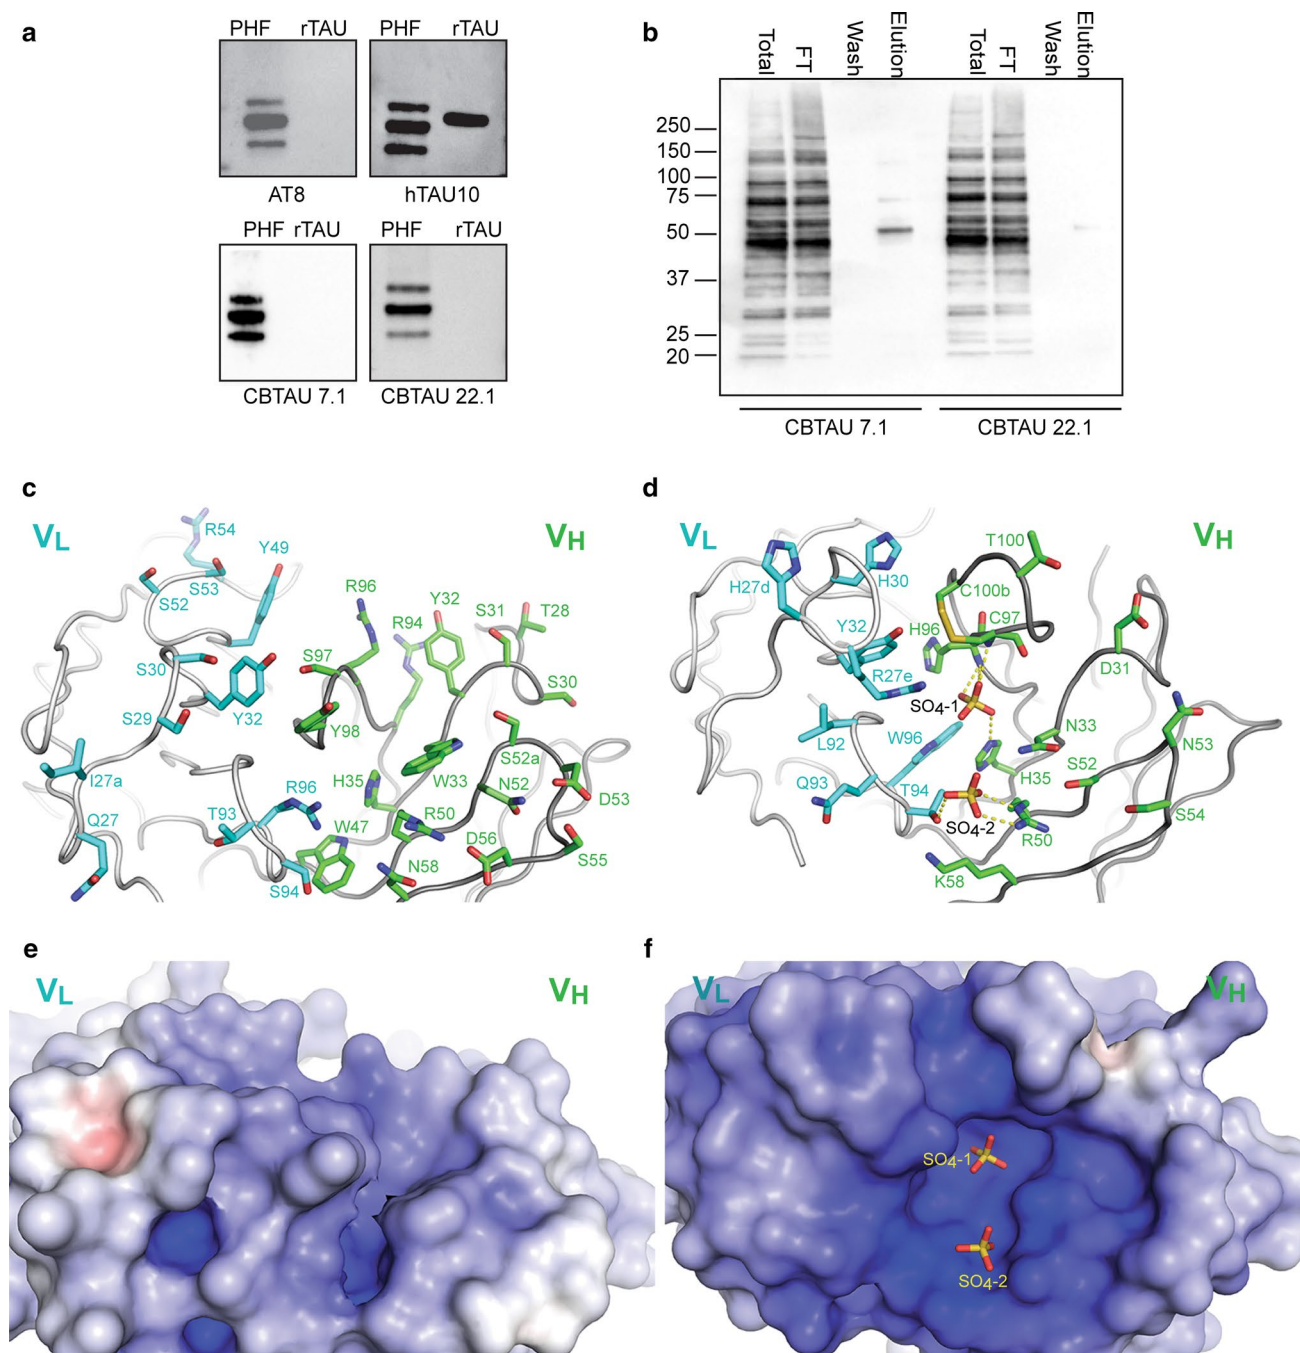 a
PHF rTAU
PHF rTAU
AT8
hTAU10
PHF rTAU
PHF rTAU
CBTAU 7.1
CBTAU 22.1
b
Total FT Wash Elution Total FT Wash Elution
250
150
100
75
50
37
25
20
CBTAU 7.1
CBTAU 22.1
c
VL
VH
R54
Y49
S53
S52
S30
S29
Y32
I27a
Q27
T93
R96
S94
R96
R94
Y32
S31
T28
S97
S30
Y98
S52a
H35
W33
N52
D53
R50
W47
D56
S55
N58
d
VL
VH
T100
H27d
H30
C100b
Y32
H96
C97
D31
R27e
SO4-1
L92
W96
N33
N53
H35
S52
Q93
T94
S54
SO4-2
R50
K58
e
VL
VH
f
VL
VH
SO4-1
SO4-2